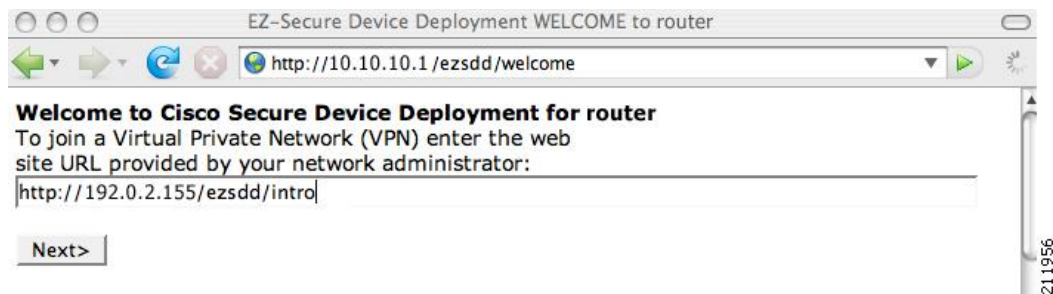 EZ-Secure Device Deployment WELCOME to router
http://10.10.10.1/ezsdd/welcome
Welcome to Cisco Secure Device Deployment for router
To join a Virtual Private Network (VPN) enter the web
site URL provided by your network administrator:
http://192.0.2.155/ezsdd/intro
Next>
211956